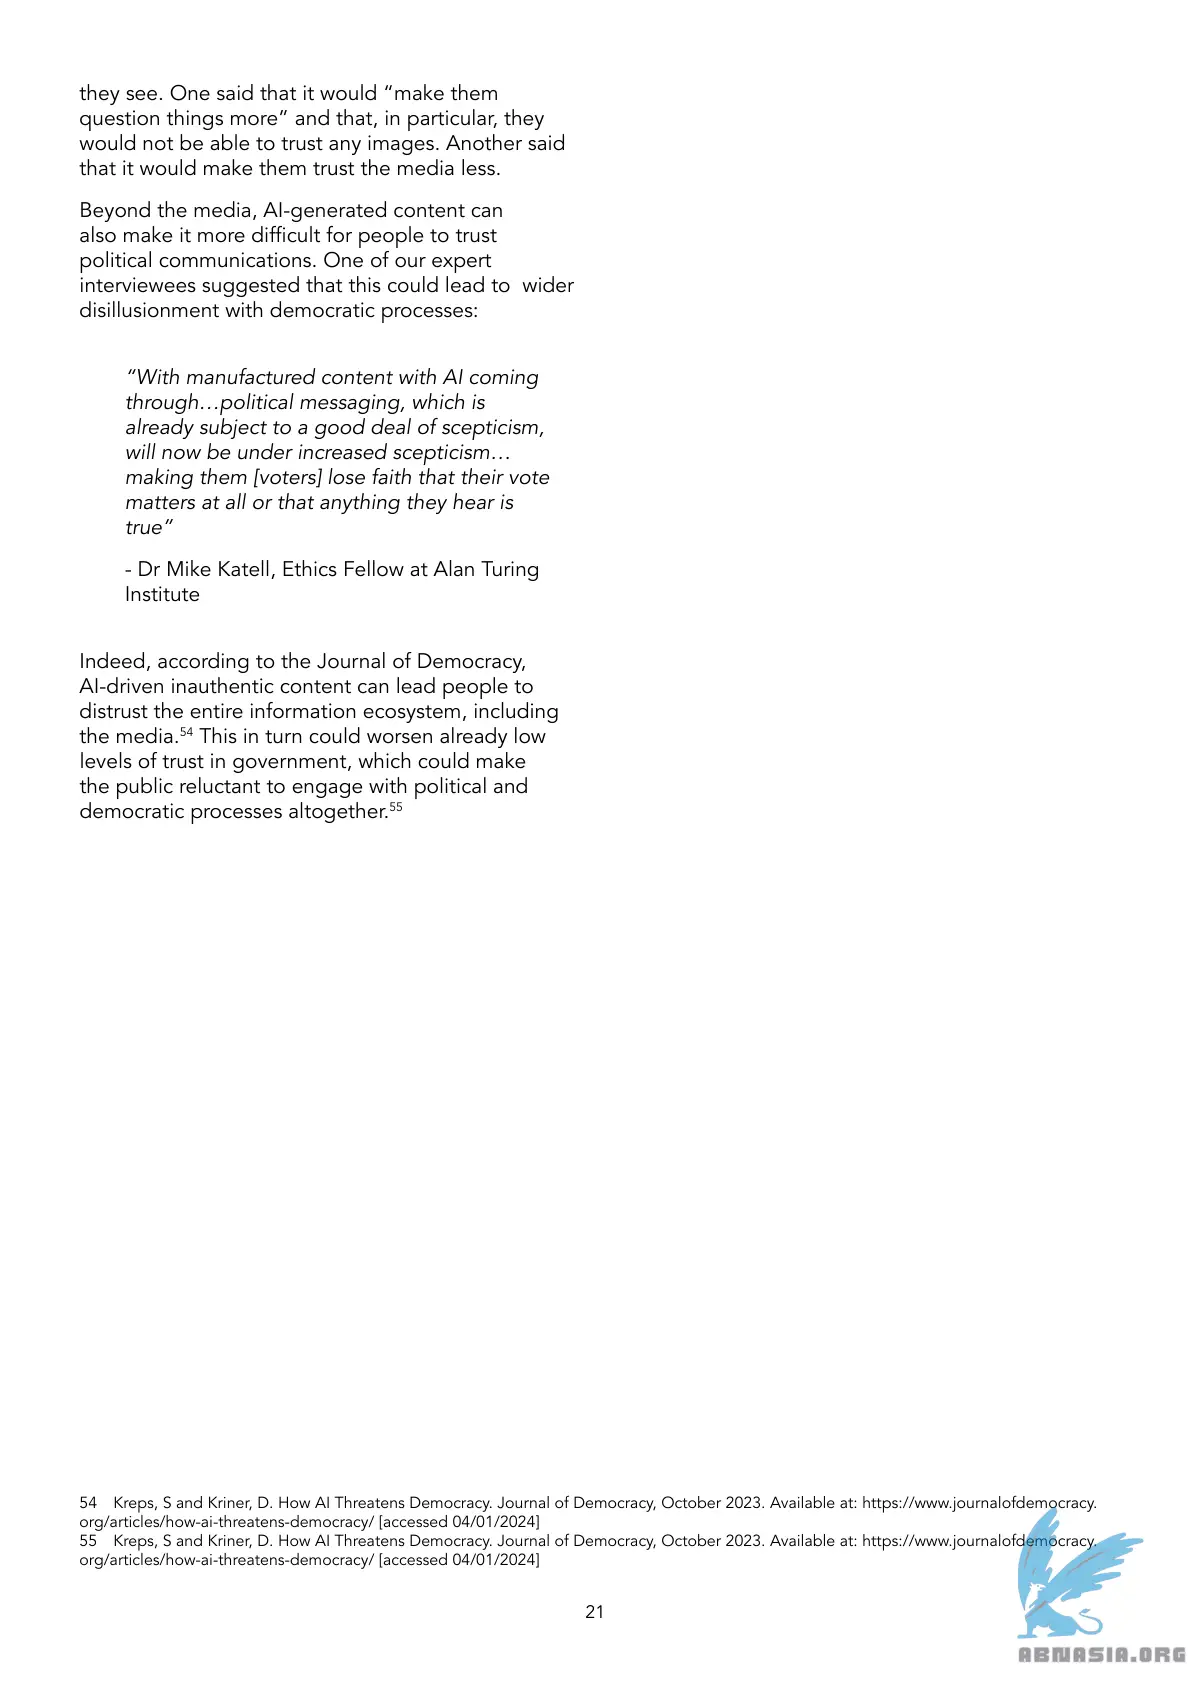 they see. One said that it would “make them
question things more” and that, in particular, they
would not be able to trust any images. Another said
that it would make them trust the media less.
Beyond the media, AI-generated content can
also make it more difficult for people to trust
political communications. One of our expert
interviewees suggested that this could lead to  wider
disillusionment with democratic processes:
“With manufactured content with AI coming
through…political messaging, which is
already subject to a good deal of scepticism,
will now be under increased scepticism…
making them [voters] lose faith that their vote
matters at all or that anything they hear is
true”
- Dr Mike Katell, Ethics Fellow at Alan Turing
Institute
Indeed, according to the Journal of Democracy,
AI-driven inauthentic content can lead people to
distrust the entire information ecosystem, including
the media.54 This in turn could worsen already low
levels of trust in government, which could make
the public reluctant to engage with political and
democratic processes altogether.55
54 Kreps, S and Kriner, D. How AI Threatens Democracy. Journal of Democracy, October 2023. Available at: https://www.journalofdemocracy.
org/articles/how-ai-threatens-democracy/ [accessed 04/01/2024]
55 Kreps, S and Kriner, D. How AI Threatens Democracy. Journal of Democracy, October 2023. Available at: https://www.journalofdemocracy.
org/articles/how-ai-threatens-democracy/ [accessed 04/01/2024]
21
ABNASIA.ORG